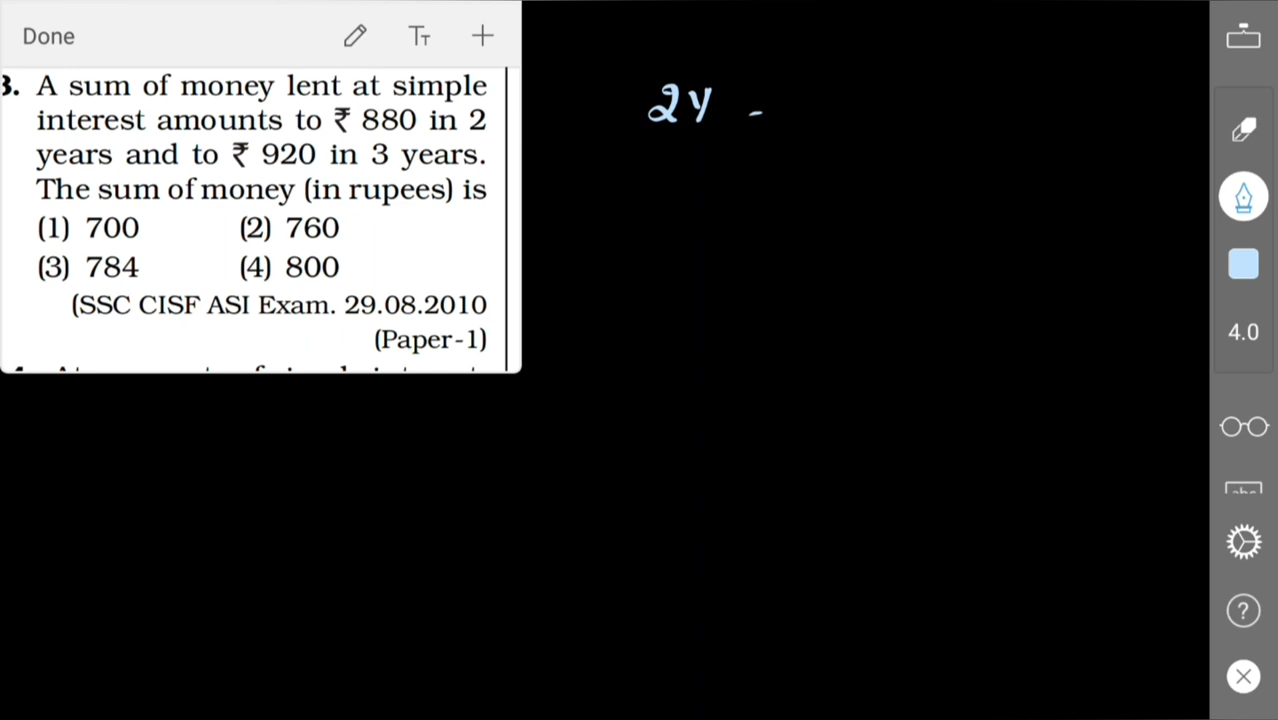 Done
3. A sum of money lent at simple
interest amounts to ₹ 880 in 2
years and to ₹ 920 in 3 years.
The sum of money (in rupees) is
(1) 700 (2) 760
(3) 784 (4) 800
(SSC CISF ASI Exam. 29.08.2010
(Paper-1)
2Y -
4.0
abc
?